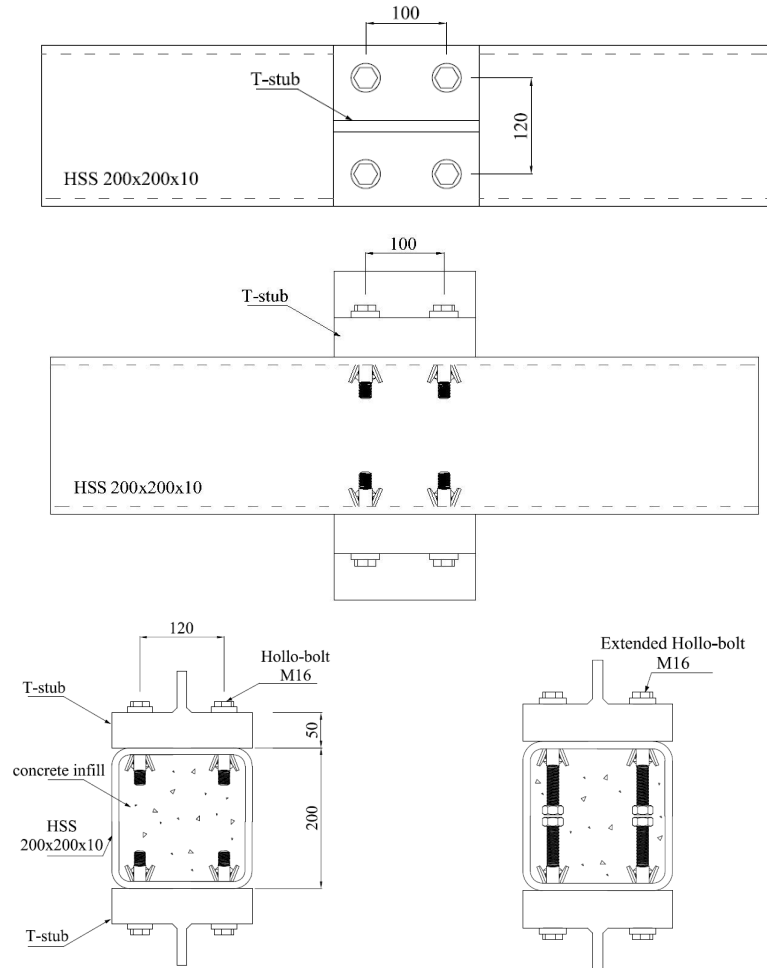 100
T-stub
120
HSS 200x200x10
100
T-stub
HSS 200x200x10
120
Hollo-bolt
M16
T-stub
50
concrete infill
200
HSS
200x200x10
T-stub
Extended Hollo-bolt
M16